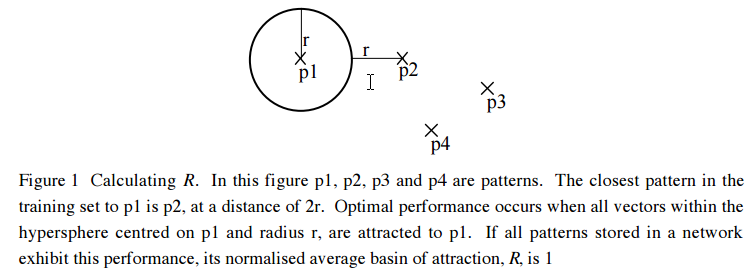 r
r
p1
p2
p3
p4
Figure 1 Calculating R. In this figure p1, p2, p3 and p4 are patterns. The closest pattern in the
training set to p1 is p2, at a distance of 2r. Optimal performance occurs when all vectors within the
hypersphere centred on p1 and radius r, are attracted to p1. If all patterns stored in a network
exhibit this performance, its normalised average basin of attraction, R, is 1